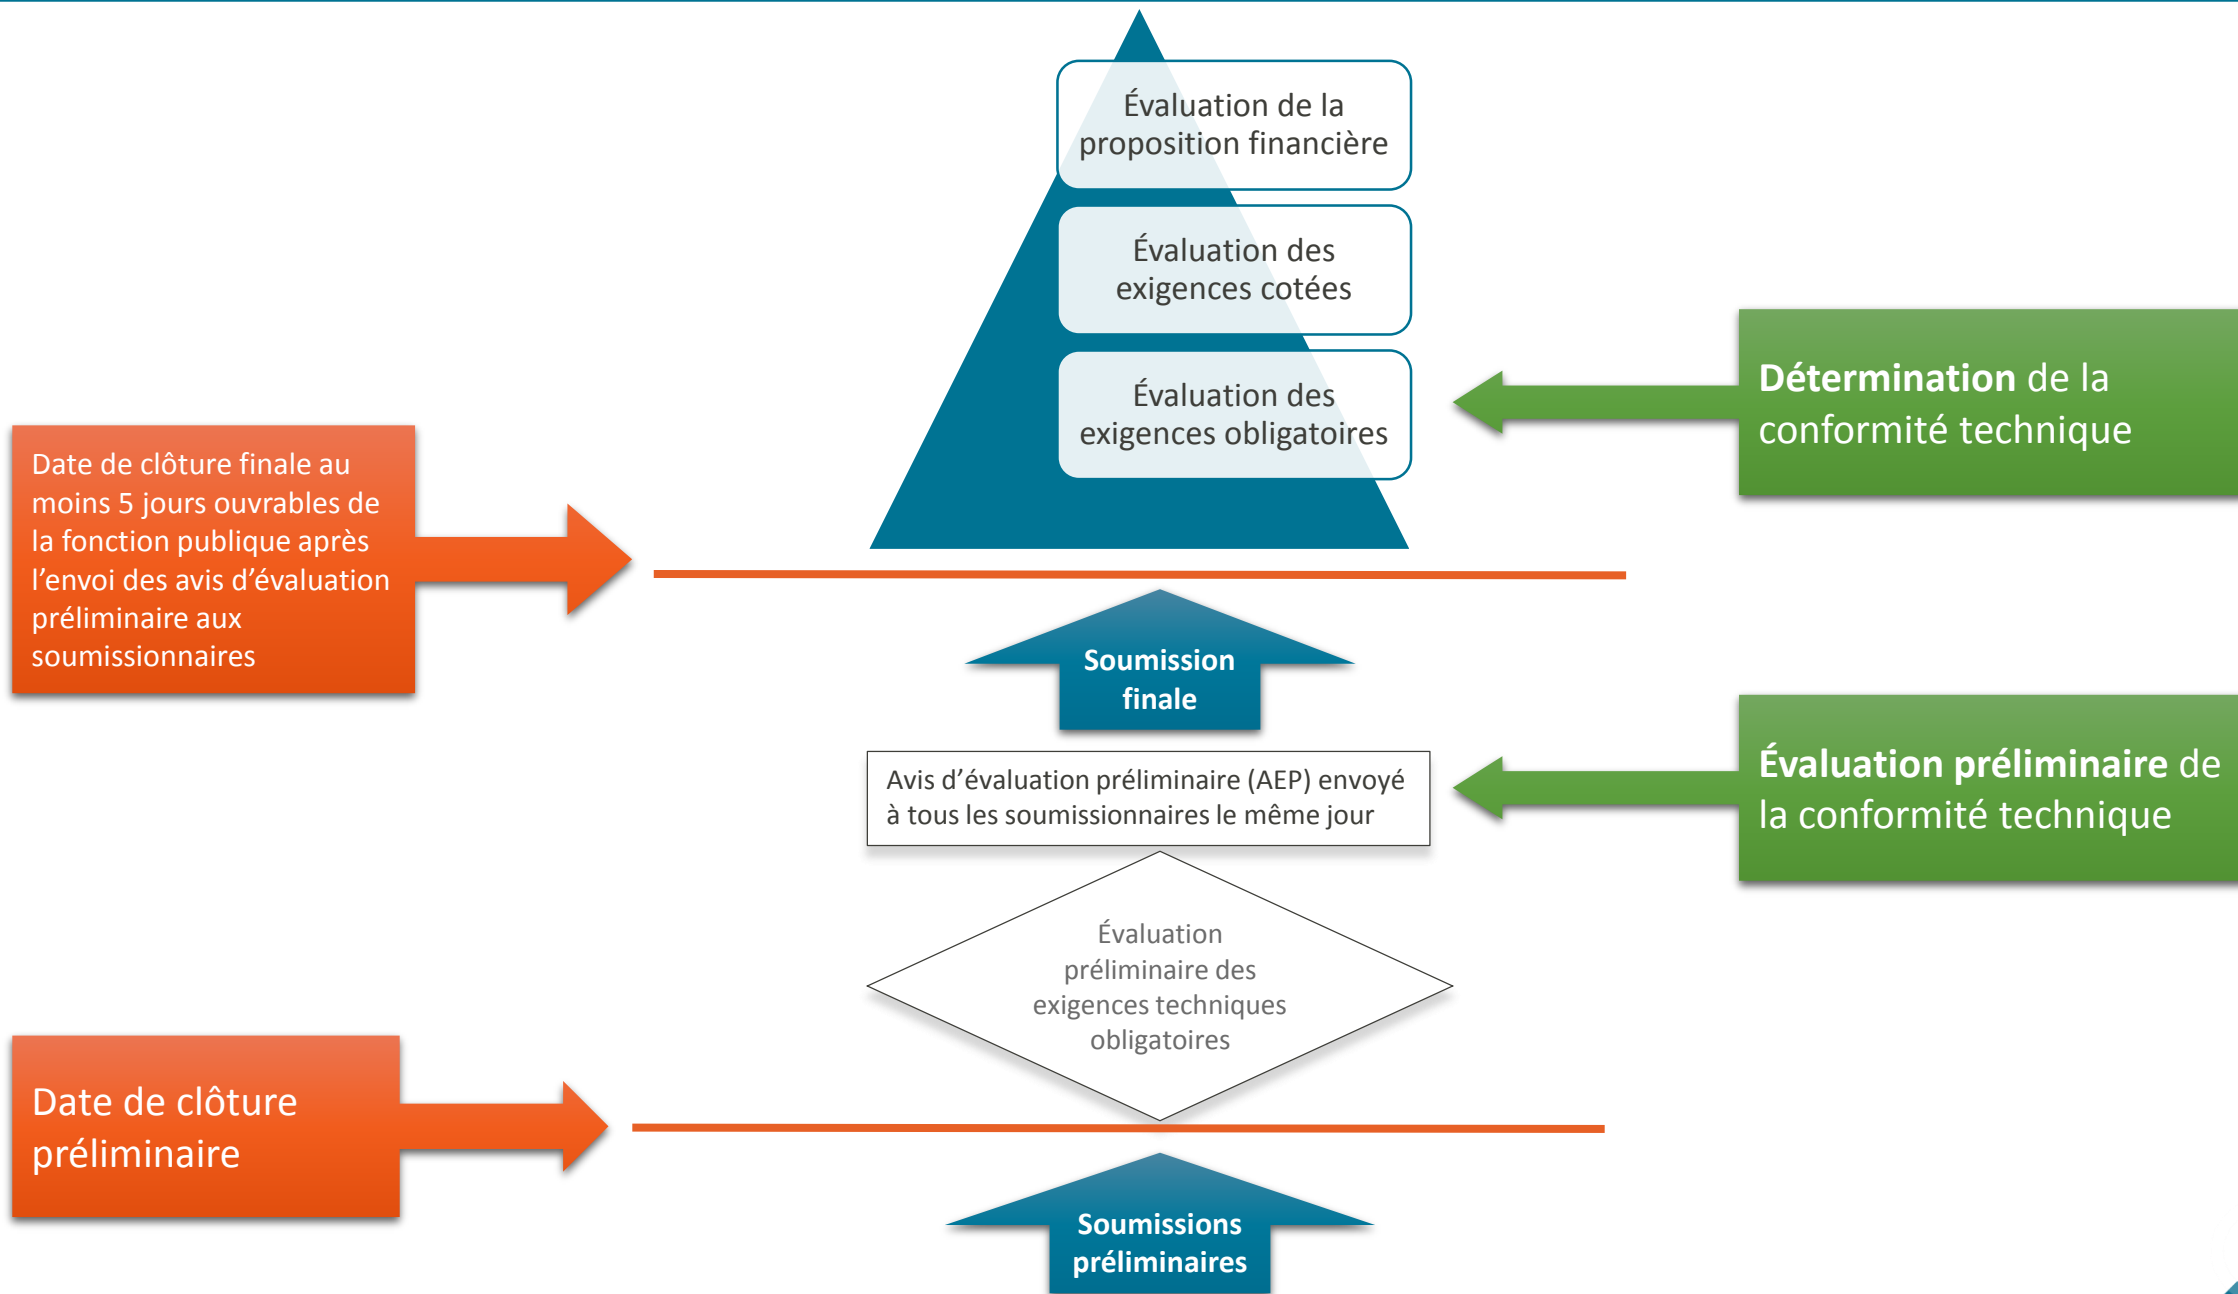 Évaluation de la
proposition financière
Évaluation des
exigences cotées
Évaluation des
exigences obligatoires
Détermination de la
conformité technique
Date de clôture finale au
moins 5 jours ouvrables de
la fonction publique après
l’envoi des avis d’évaluation
préliminaire aux
soumissionnaires
Soumission
finale
Avis d’évaluation préliminaire (AEP) envoyé
à tous les soumissionnaires le même jour
Évaluation préliminaire de
la conformité technique
Évaluation
préliminaire des
exigences techniques
obligatoires
Date de clôture
préliminaire
Soumissions
préliminaires